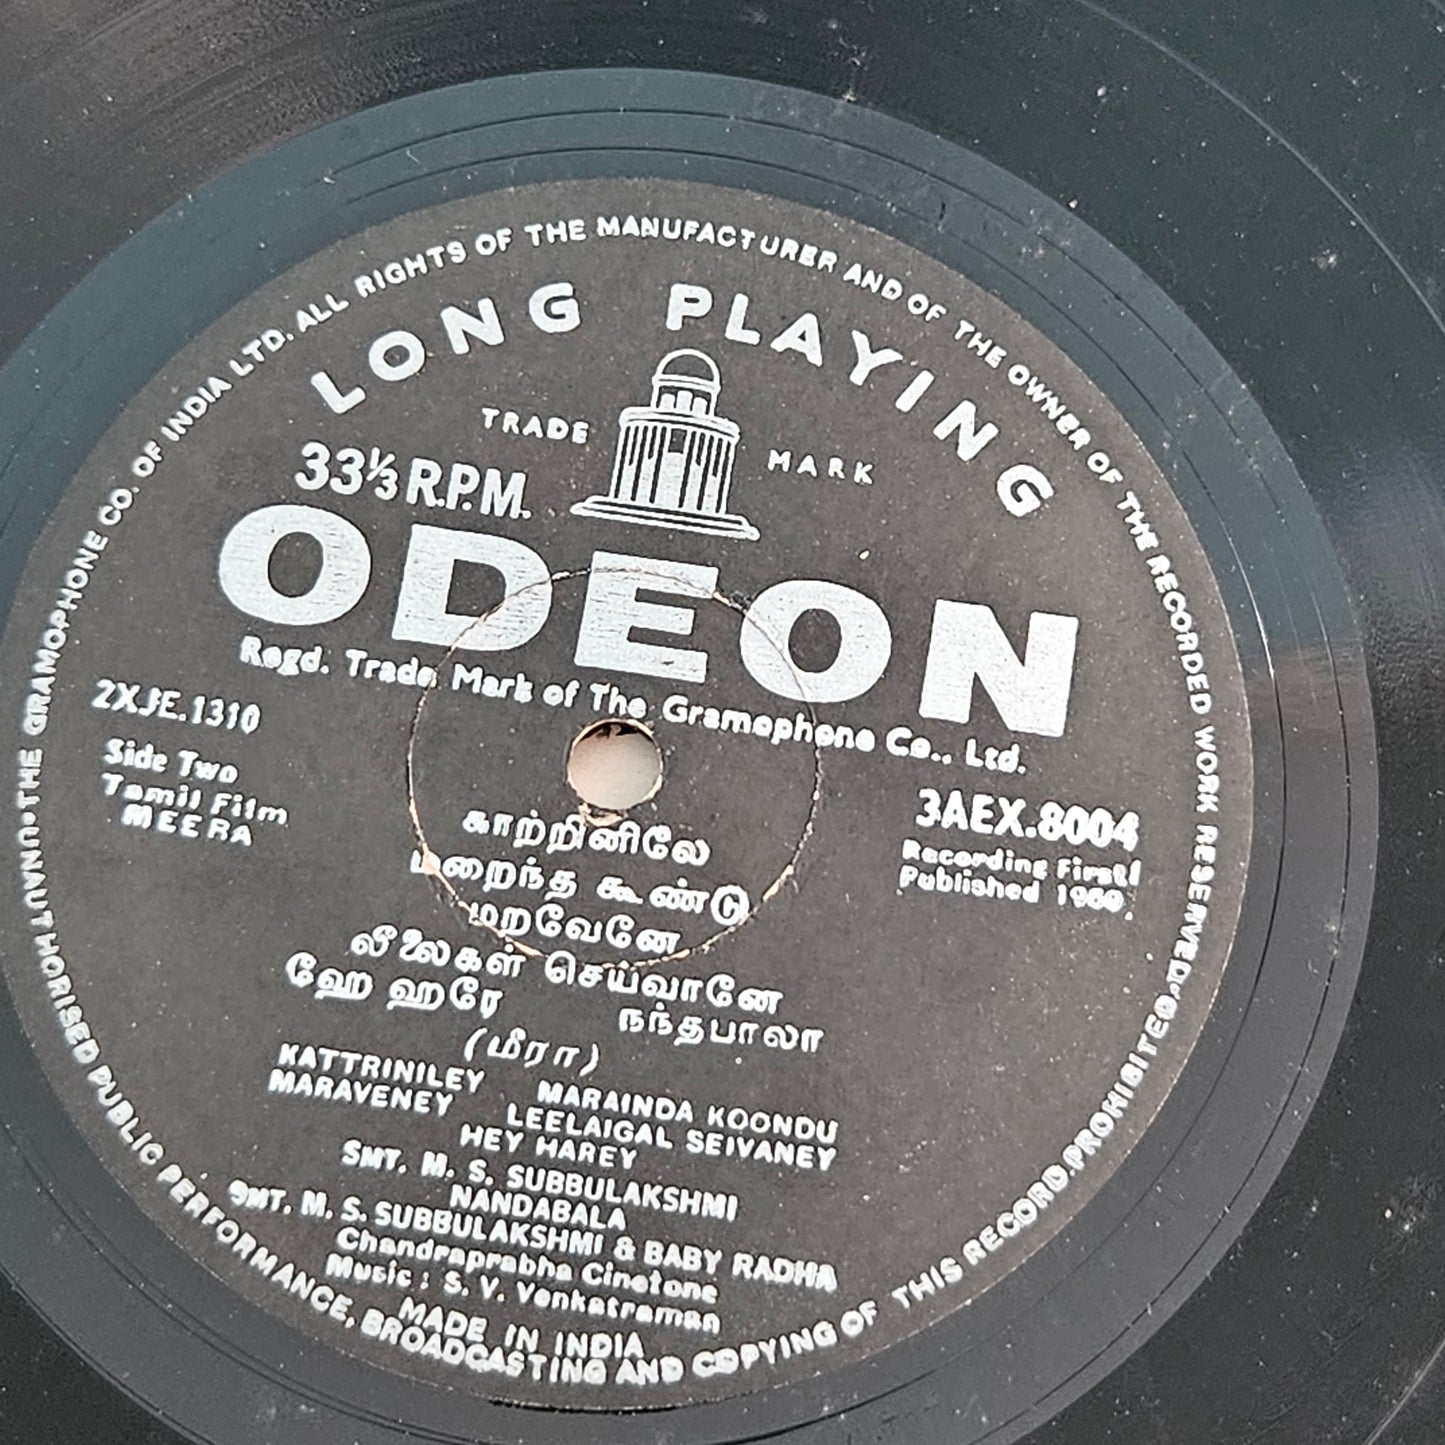 THE GRAMOPHONE CO. OF INDIA LTD. ALL RIGHTS OF THE MANUFACTURER AND OF THE OWNER OF THE RECORDED WORK RESERVED.
UNAUTHORISED PUBLIC PERFORMANCE, BROADCASTING AND COPYING OF THIS RECORD PROHIBITED
LONG PLAYING
TRADE MARK
33⅓ R.P.M.
ODEON
Regd. Trade Mark of The Gramophone Co., Ltd.
2XJE.1310
Side Two
Tamil Film
MEERA
3AEX.8004
Recording First
Published
காற்றினிலே
மறைந்த கூண்டு
மறவேனே
லீலைகள் செய்வானே
ஹே ஹரே நந்தபாலா
(மீரா)
KATTRINILEY MARAINDA KOONDU
MARAVENEY LEELAIGAL SEIVANEY
HEY HAREY
SMT. M. S. SUBBULAKSHMI
NANDABALA
SMT. M. S. SUBBULAKSHMI & BABY RADHA
Chandraprabha Cinetone
Music : S. V. Venkatraman
MADE IN INDIA